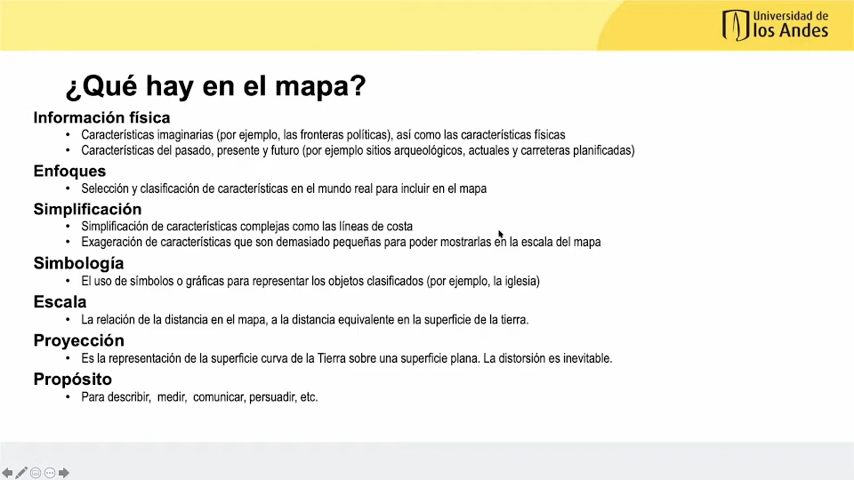 Universidad de
los Andes
¿Qué hay en el mapa?
Información física
• Características imaginarias (por ejemplo, las fronteras políticas), así como las características físicas
• Características del pasado, presente y futuro (por ejemplo sitios arqueológicos, actuales y carreteras planificadas)
Enfoques
• Selección y clasificación de características en el mundo real para incluir en el mapa
Simplificación
• Simplificación de características complejas como las líneas de costa
• Exageración de características que son demasiado pequeñas para poder mostrarlas en la escala del mapa
Simbología
• El uso de símbolos o gráficas para representar los objetos clasificados (por ejemplo, la iglesia)
Escala
• La relación de la distancia en el mapa, a la distancia equivalente en la superficie de la tierra.
Proyección
• Es la representación de la superficie curva de la Tierra sobre una superficie plana. La distorsión es inevitable.
Propósito
• Para describir, medir, comunicar, persuadir, etc.